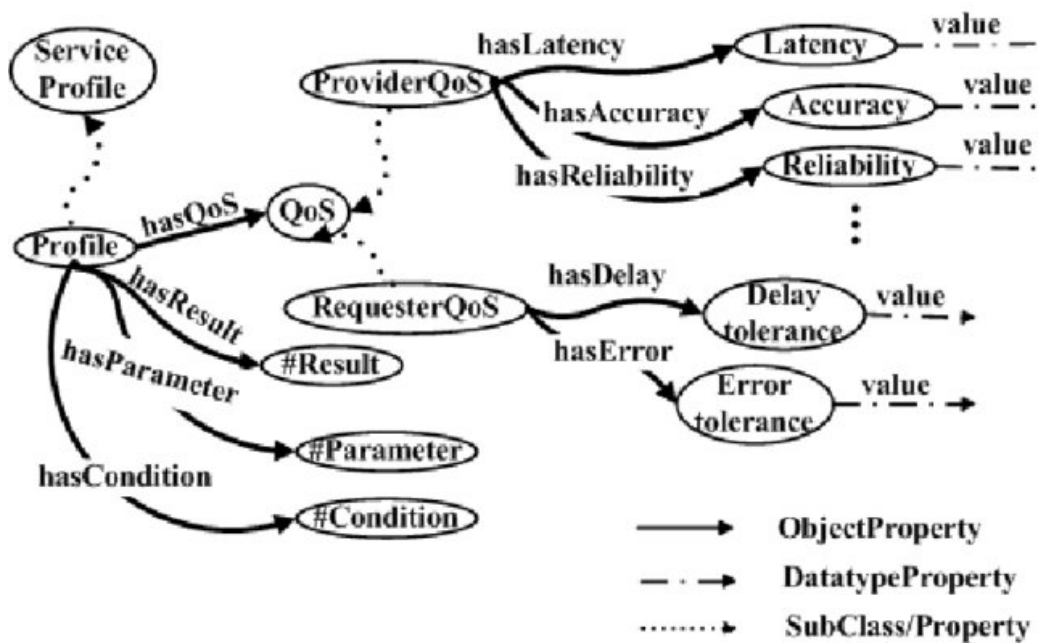 Service
Profile
ProviderQoS
hasLatency
Latency
value
hasAccuracy
Accuracy
value
hasReliability
Reliability
value
Profile
hasQoS
QoS
hasResult
#Result
hasParameter
#Parameter
hasCondition
#Condition
RequesterQoS
hasDelay
Delay
tolerance
value
hasError
Error
tolerance
value
ObjectProperty
DatatypeProperty
SubClass/Property